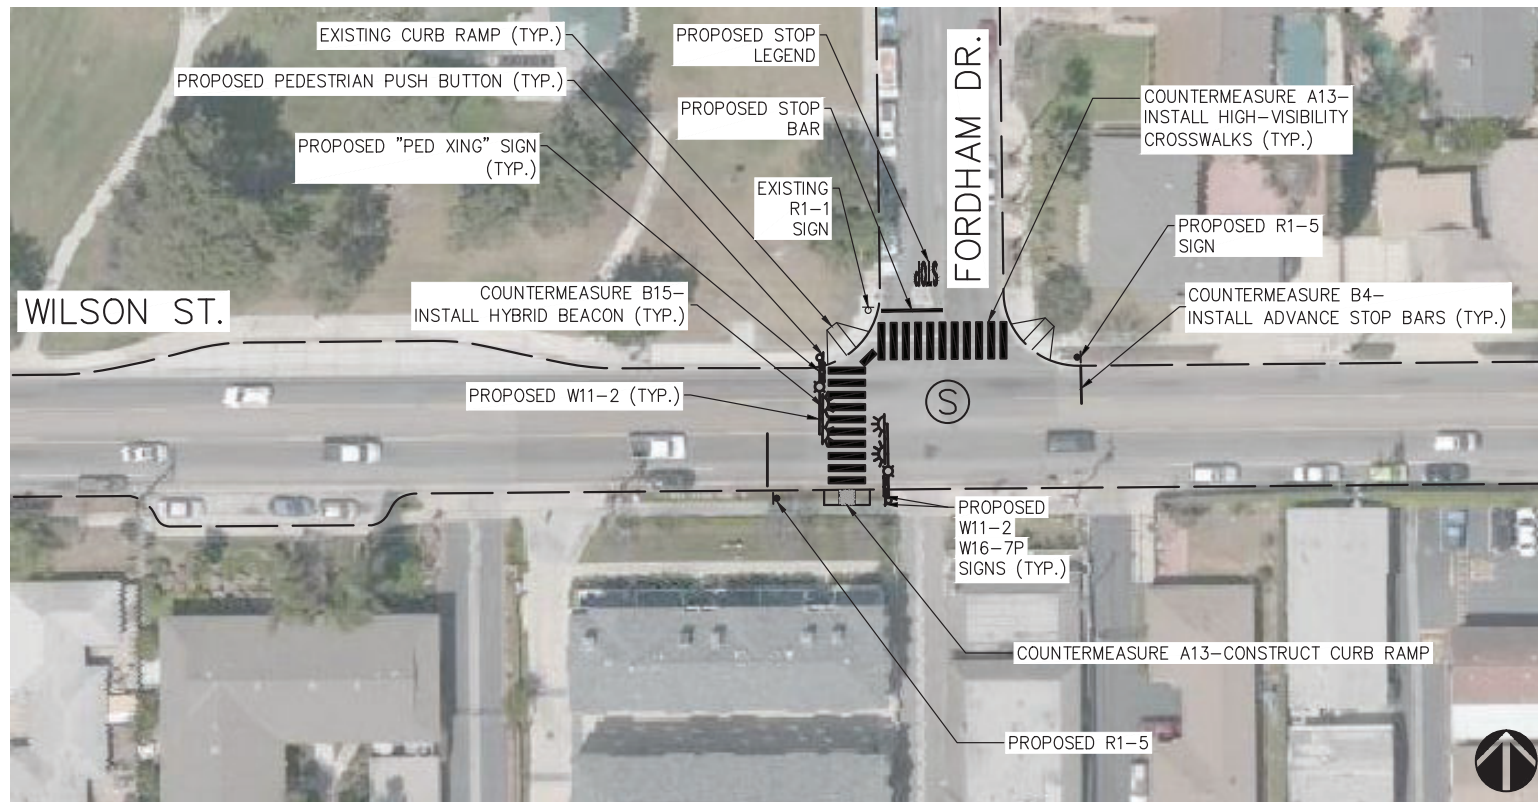 EXISTING CURB RAMP (TYP.)
PROPOSED PEDESTRIAN PUSH BUTTON (TYP.)
PROPOSED "PED XING" SIGN
(TYP.)
PROPOSED STOP
LEGEND
PROPOSED STOP
BAR
EXISTING
R1-1
SIGN
FORDHAM DR.
COUNTERMEASURE A13-
INSTALL HIGH-VISIBILITY
CROSSWALKS (TYP.)
PROPOSED R1-5
SIGN
STOP
WILSON ST.
COUNTERMEASURE B15-
INSTALL HYBRID BEACON (TYP.)
COUNTERMEASURE B4-
INSTALL ADVANCE STOP BARS (TYP.)
PROPOSED W11-2 (TYP.)
S
PROPOSED
W11-2
W16-7P
SIGNS (TYP.)
COUNTERMEASURE A13-CONSTRUCT CURB RAMP
PROPOSED R1-5